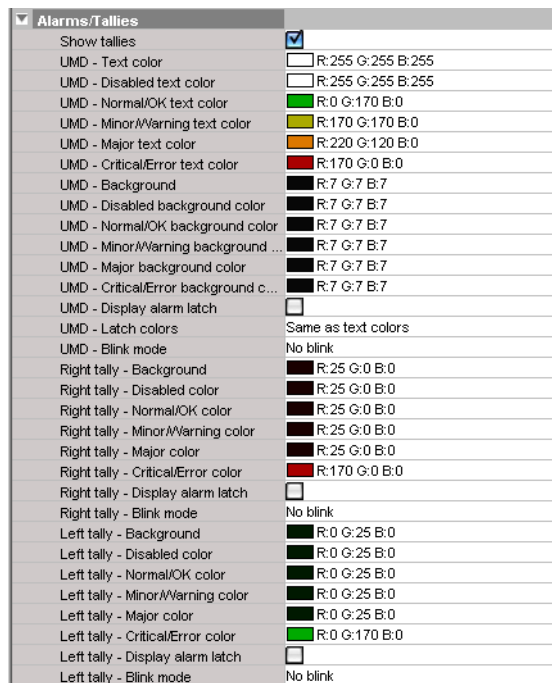 Alarms/Tallies
Show tallies
UMD - Text color R:255 G:255 B:255
UMD - Disabled text color R:255 G:255 B:255
UMD - Normal/OK text color R:0 G:170 B:0
UMD - Minor/Warning text color R:170 G:170 B:0
UMD - Major text color R:220 G:120 B:0
UMD - Critical/Error text color R:170 G:0 B:0
UMD - Background R:7 G:7 B:7
UMD - Disabled background color R:7 G:7 B:7
UMD - Normal/OK background color R:7 G:7 B:7
UMD - Minor/Warning background ... R:7 G:7 B:7
UMD - Major background color R:7 G:7 B:7
UMD - Critical/Error background c... R:7 G:7 B:7
UMD - Display alarm latch
UMD - Latch colors Same as text colors
UMD - Blink mode No blink
Right tally - Background R:25 G:0 B:0
Right tally - Disabled color R:25 G:0 B:0
Right tally - Normal/OK color R:25 G:0 B:0
Right tally - Minor/Warning color R:25 G:0 B:0
Right tally - Major color R:25 G:0 B:0
Right tally - Critical/Error color R:170 G:0 B:0
Right tally - Display alarm latch
Right tally - Blink mode No blink
Left tally - Background R:0 G:25 B:0
Left tally - Disabled color R:0 G:25 B:0
Left tally - Normal/OK color R:0 G:25 B:0
Left tally - Minor/Warning color R:0 G:25 B:0
Left tally - Major color R:0 G:25 B:0
Left tally - Critical/Error color R:0 G:170 B:0
Left tally - Display alarm latch
Left tally - Blink mode No blink